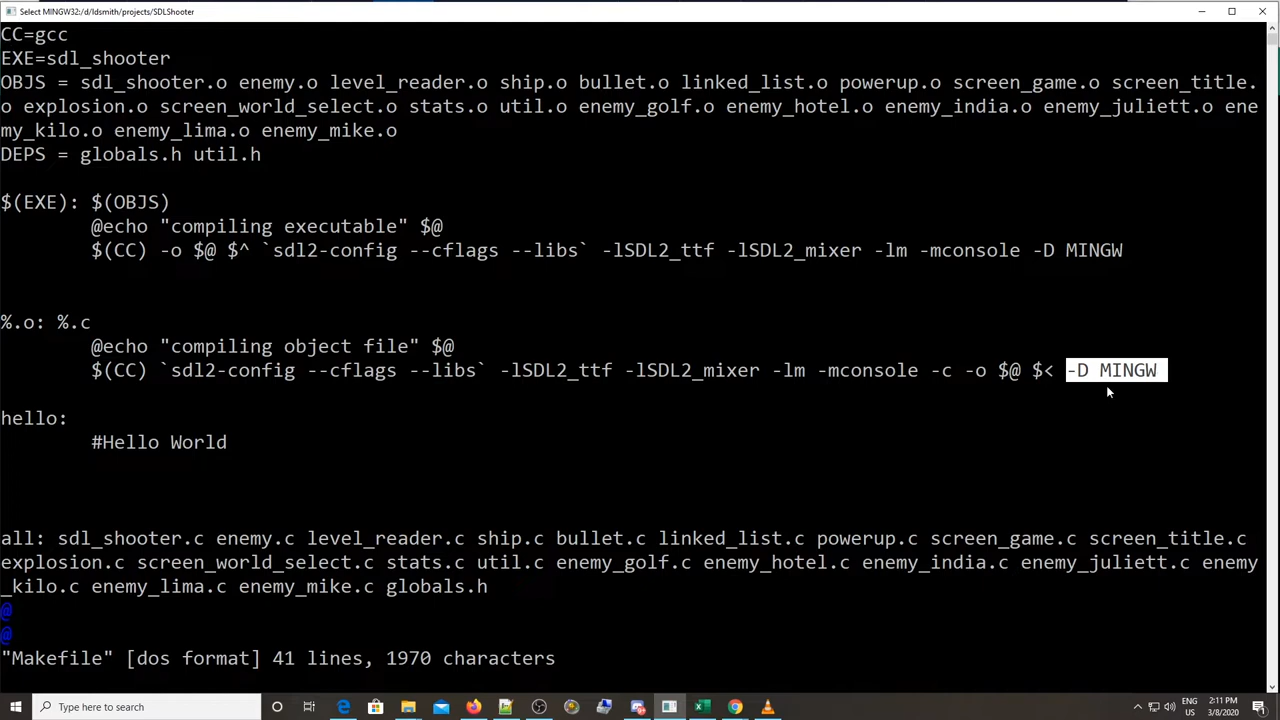 Select MINGW32:/d/ldsmith/projects/SDLShooter
CC=gcc
EXE=sdl_shooter
OBJS = sdl_shooter.o enemy.o level_reader.o ship.o bullet.o linked_list.o powerup.o screen_game.o screen_title.
o explosion.o screen_world_select.o stats.o util.o enemy_golf.o enemy_hotel.o enemy_india.o enemy_juliett.o ene
my_kilo.o enemy_lima.o enemy_mike.o
DEPS = globals.h util.h
$(EXE): $(OBJS)
@echo "compiling executable" $@
$(CC) -o $@ $^ `sdl2-config --cflags --libs` -lSDL2_ttf -lSDL2_mixer -lm -mconsole -D MINGW
%.o: %.c
@echo "compiling object file" $@
$(CC) `sdl2-config --cflags --libs` -lSDL2_ttf -lSDL2_mixer -lm -mconsole -c -o $@ $< -D MINGW
hello:
#Hello World
all: sdl_shooter.c enemy.c level_reader.c ship.c bullet.c linked_list.c powerup.c screen_game.c screen_title.c
explosion.c screen_world_select.c stats.c util.c enemy_golf.c enemy_hotel.c enemy_india.c enemy_juliett.c enemy
_kilo.c enemy_lima.c enemy_mike.c globals.h
@
@
"Makefile" [dos format] 41 lines, 1970 characters
Type here to search
ENG
US
2:11 PM
3/8/2020
1